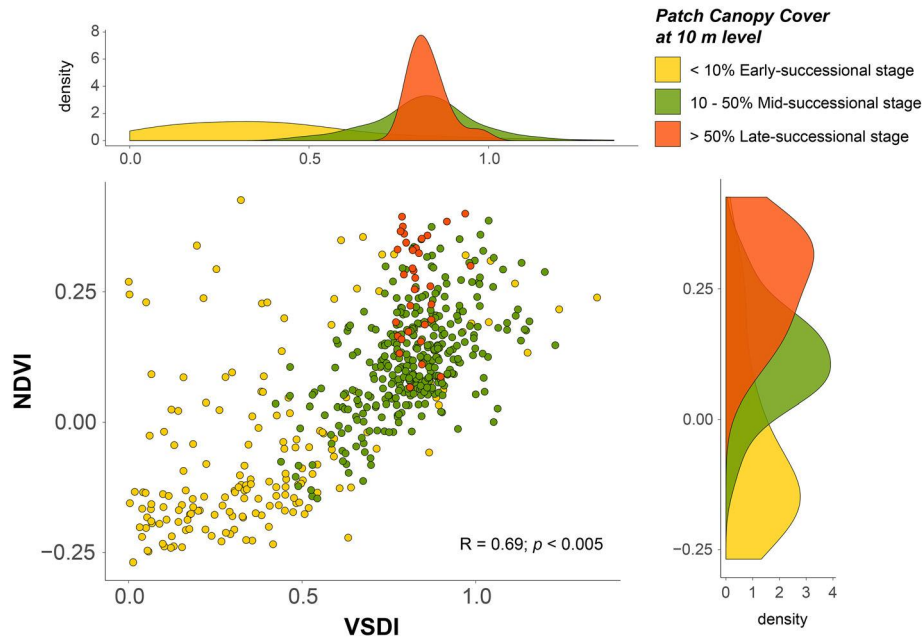 Patch Canopy Cover
at 10 m level
< 10% Early-successional stage
10 - 50% Mid-successional stage
> 50% Late-successional stage
density
8
6
4
2
0
0.0 0.5 1.0
NDVI
0.25
0.00
−0.25
R = 0.69; p < 0.005
0.0 0.5 1.0
VSDI
0.25
0.00
−0.25
0 1 2 3 4
density